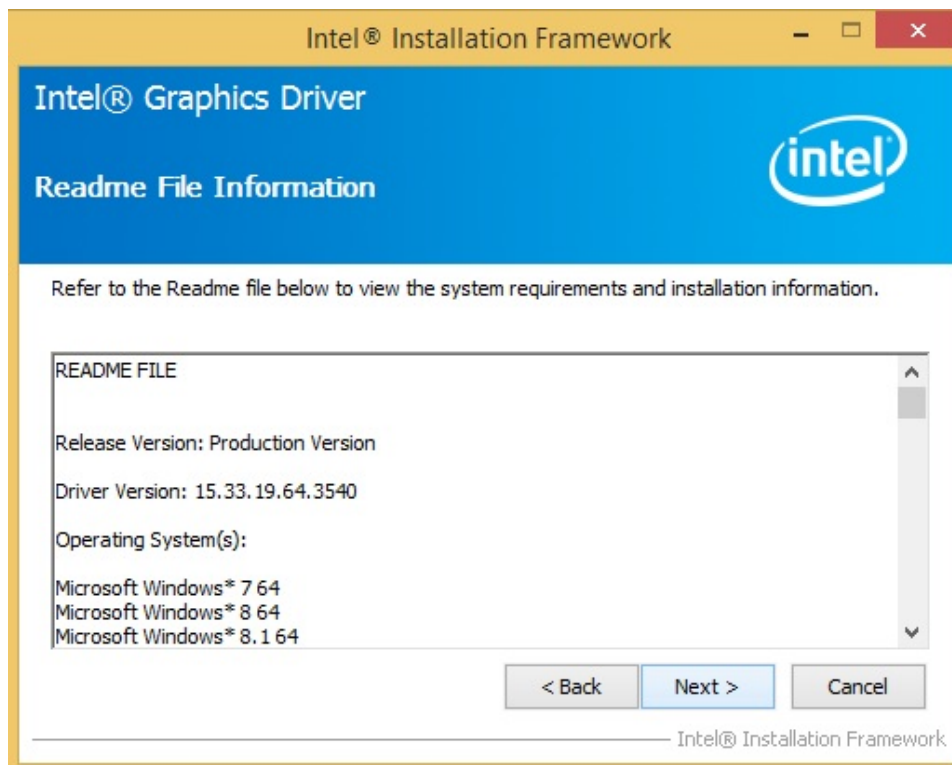 Intel® Installation Framework
Intel® Graphics Driver
intel
Readme File Information
Refer to the Readme file below to view the system requirements and installation information.
README FILE
Release Version: Production Version
Driver Version: 15.33.19.64.3540
Operating System(s):
Microsoft Windows* 7 64
Microsoft Windows* 8 64
Microsoft Windows* 8.1 64
< Back
Next >
Cancel
Intel® Installation Framework